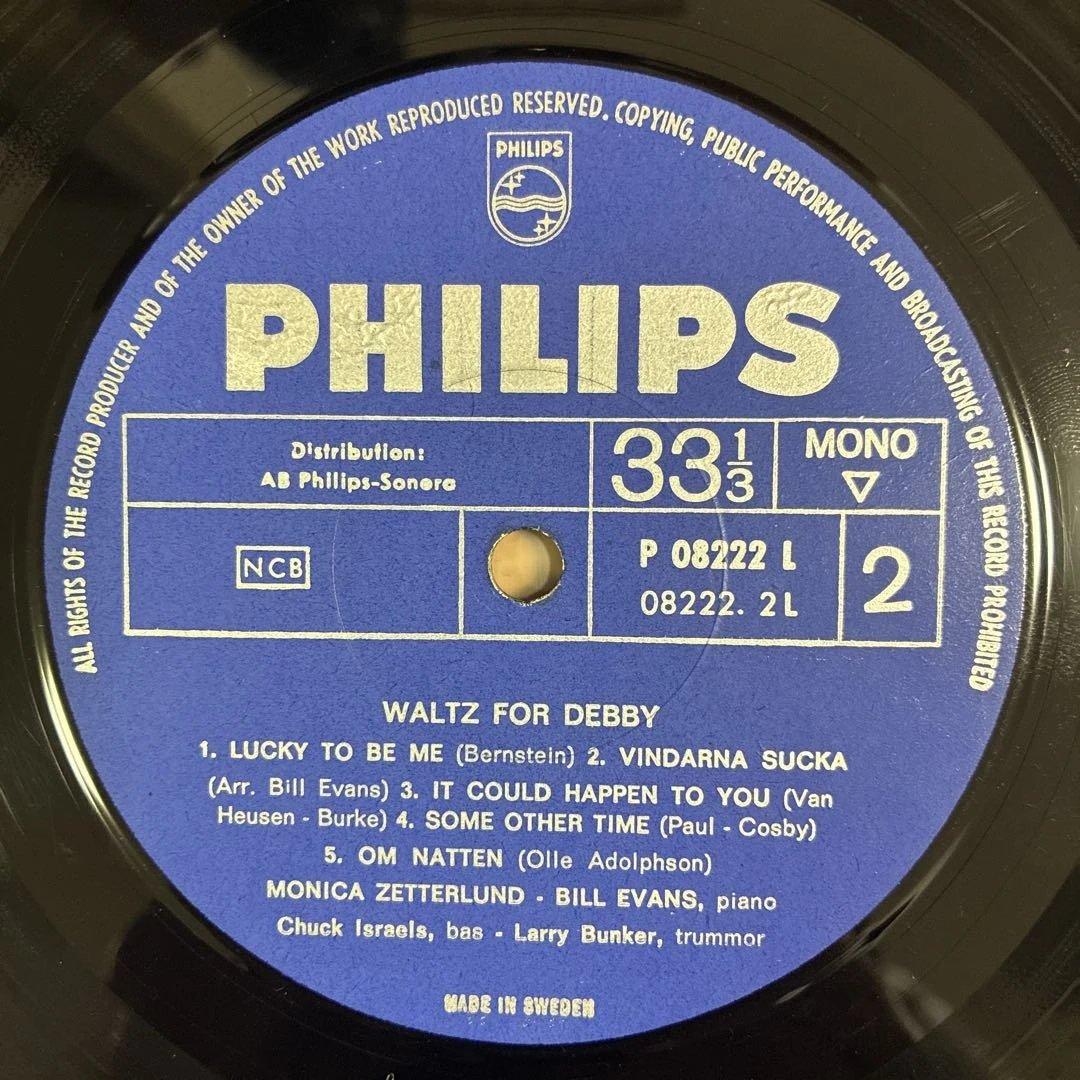 ALL RIGHTS OF THE RECORD PRODUCER AND OF THE OWNER OF THE WORK REPRODUCED RESERVED. COPYING, PUBLIC PERFORMANCE AND BROADCASTING OF THIS RECORD PROHIBITED
PHILIPS
PHILIPS
Distribution:
AB Philips-Sonora
33 1/3
MONO
NCB
P 08222 L
08222. 2L
2
WALTZ FOR DEBBY
1. LUCKY TO BE ME (Bernstein) 2. VINDARNA SUCKA
(Arr. Bill Evans) 3. IT COULD HAPPEN TO YOU (Van
Heusen - Burke) 4. SOME OTHER TIME (Paul - Cosby)
5. OM NATTEN (Olle Adolphson)
MONICA ZETTERLUND - BILL EVANS, piano
Chuck Israels, bas - Larry Bunker, trummor
MADE IN SWEDEN